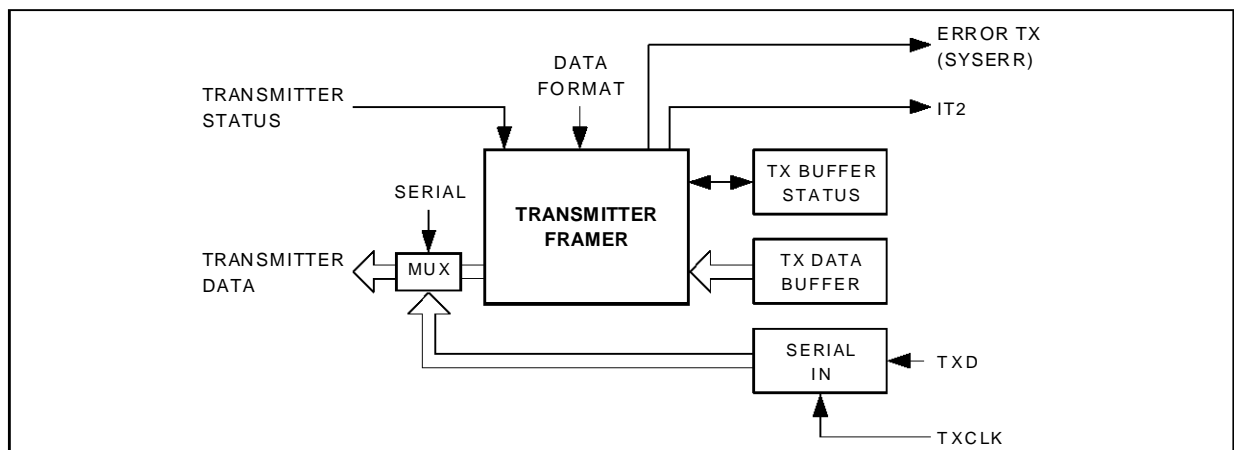 ERROR TX
(SYSERR)
DATA
FORMAT
TRANSMITTER
STATUS
IT2
TX BUFFER
STATUS
SERIAL
TRANSMITTER
FRAMER
TRANSMITTER
DATA
MUX
TX DATA
BUFFER
SERIAL
IN
TXD
TXCLK